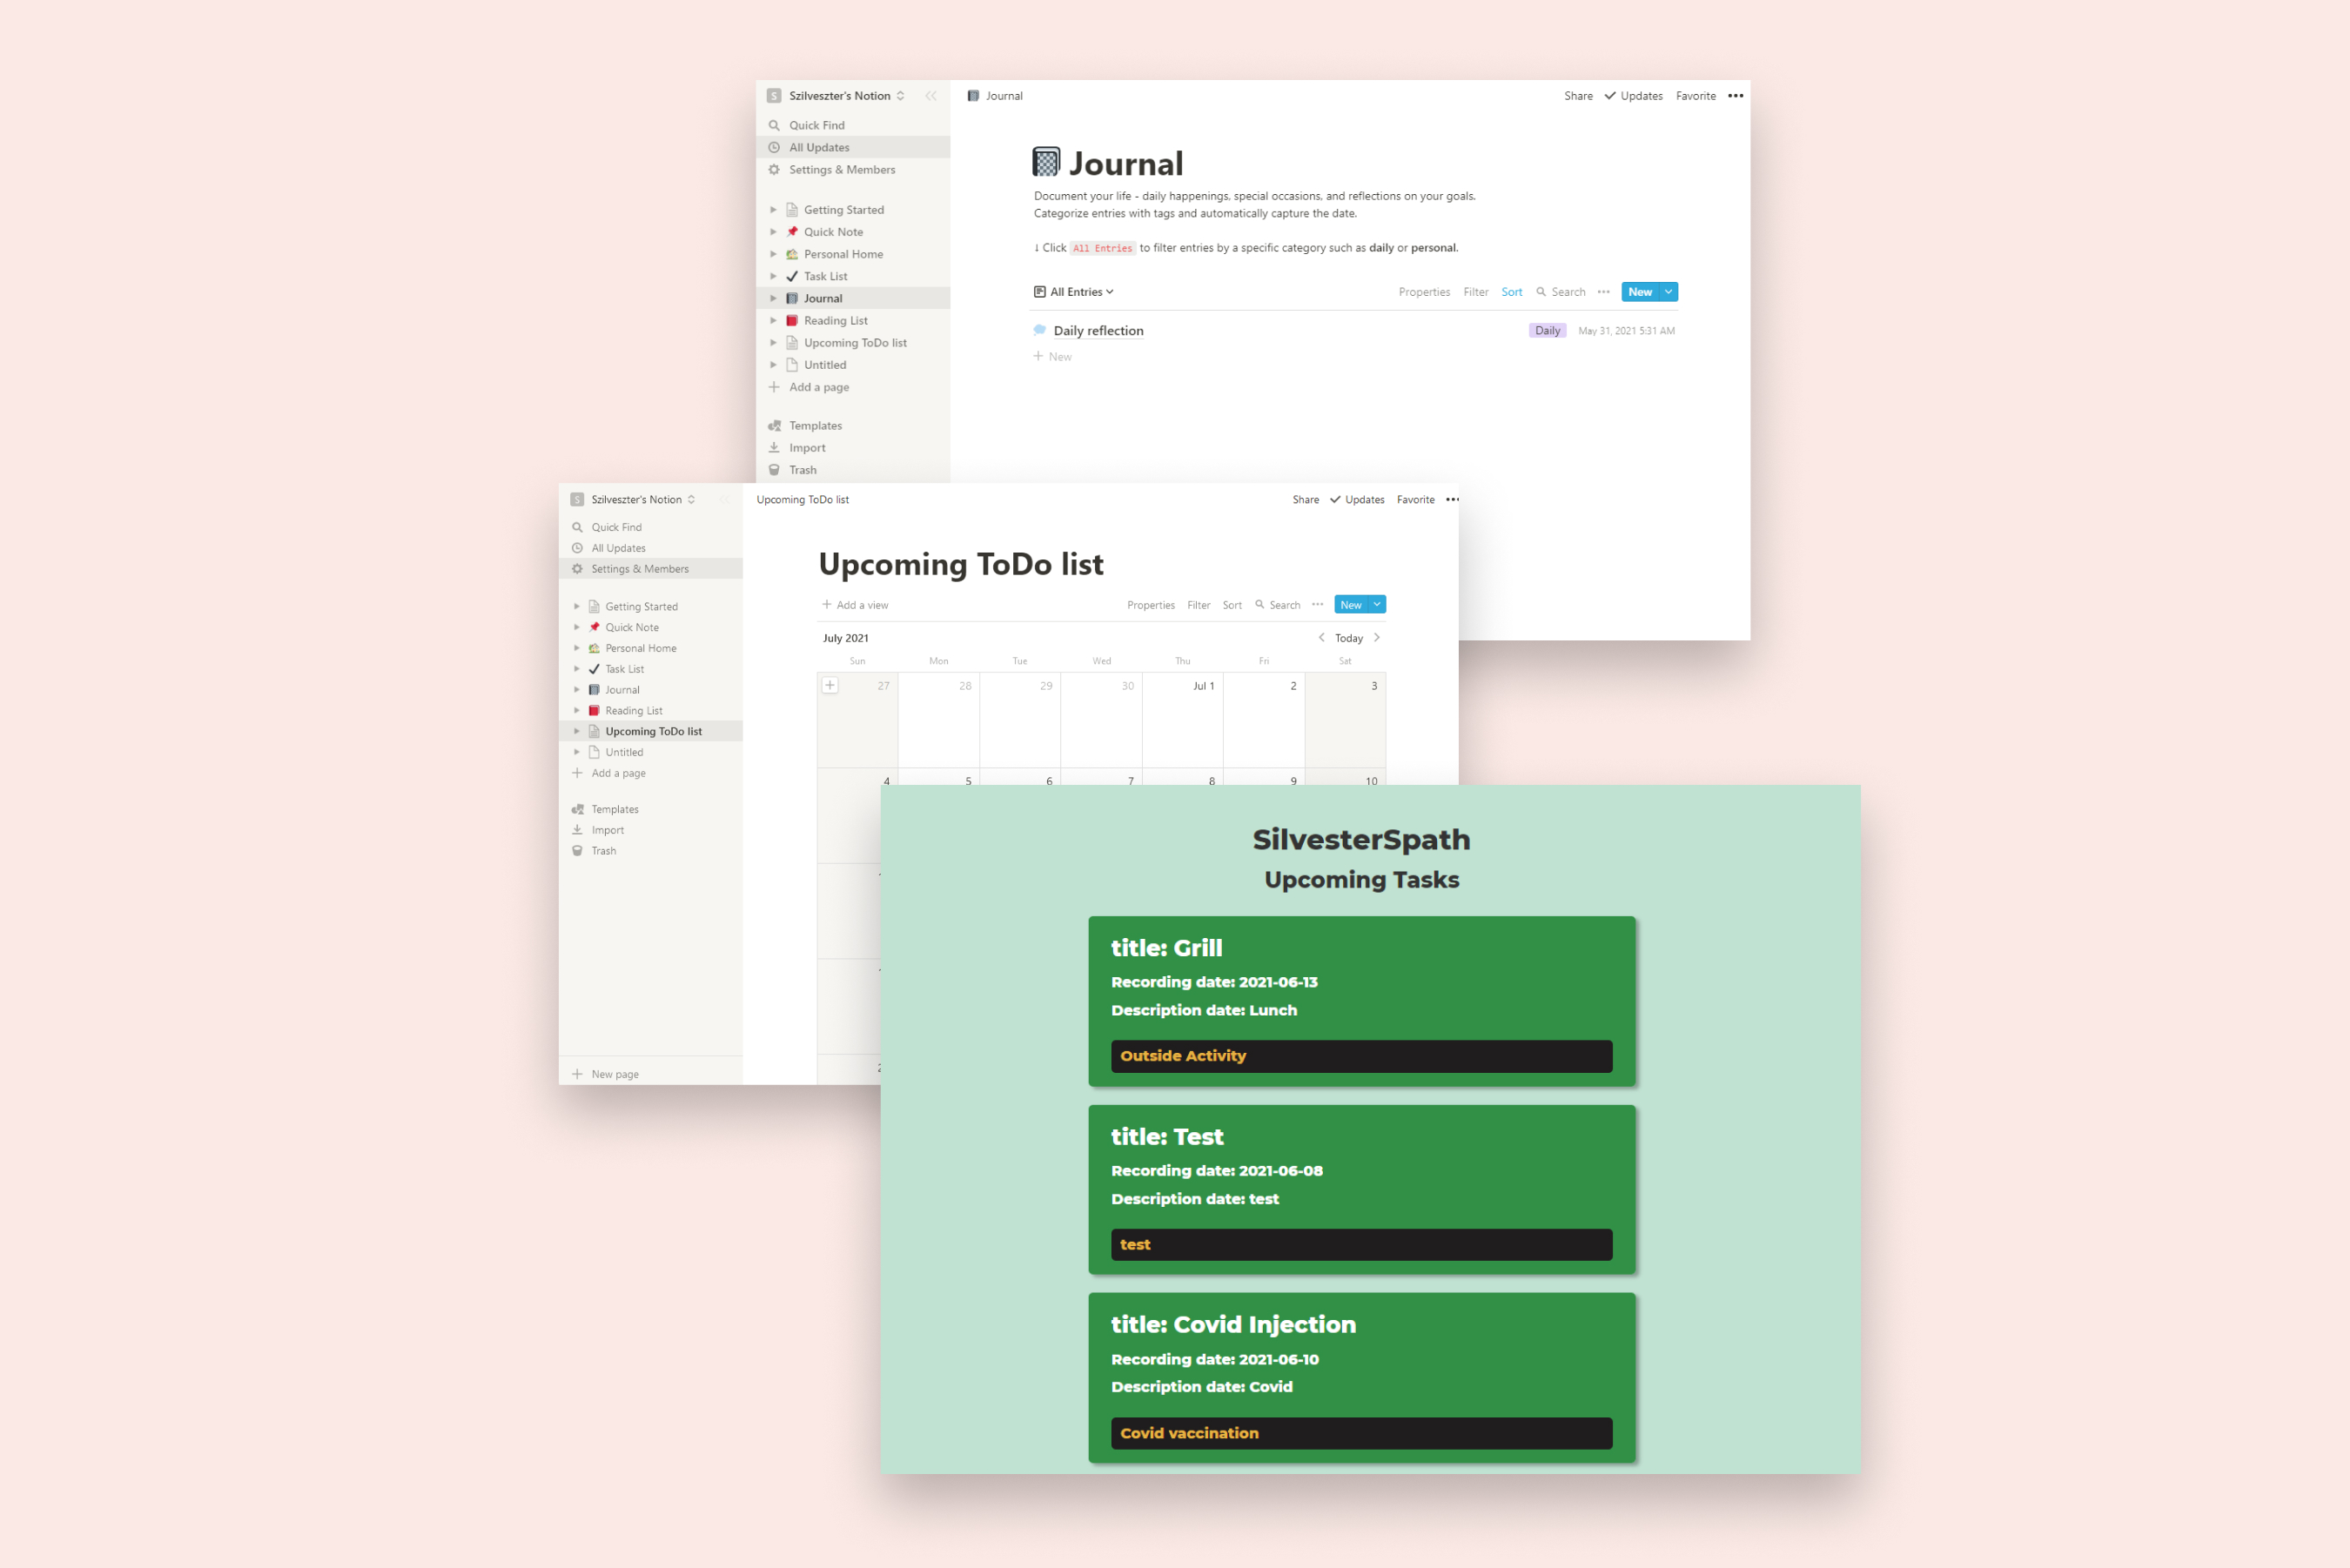 S Szilveszter's Notion
Quick Find
All Updates
Settings & Members
Getting Started
Quick Note
Personal Home
Task List
Journal
Reading List
Upcoming ToDo list
Untitled
Add a page
Templates
Import
Trash
Journal
Share Updates Favorite •••
Journal
Document your life - daily happenings, special occasions, and reflections on your goals.
Categorize entries with tags and automatically capture the date.
↓ Click All Entries to filter entries by a specific category such as daily or personal.
All Entries Properties Filter Sort Search ••• New
Daily reflection Daily May 31, 2021 5:31 AM
+ New
S Szilveszter's Notion
Quick Find
All Updates
Settings & Members
Getting Started
Quick Note
Personal Home
Task List
Journal
Reading List
Upcoming ToDo list
Untitled
Add a page
Templates
Import
Trash
+ New page
Upcoming ToDo list
Share Updates Favorite •••
Upcoming ToDo list
+ Add a view Properties Filter Sort Search ••• New
July 2021 < Today >
Sun Mon Tue Wed Thu Fri Sat
+ 27 28 29 30 Jul 1 2 3
4 5 6 7 8 9 10
SilvesterSpath
Upcoming Tasks
title: Grill
Recording date: 2021-06-13
Description date: Lunch
Outside Activity
title: Test
Recording date: 2021-06-08
Description date: test
test
title: Covid Injection
Recording date: 2021-06-10
Description date: Covid
Covid vaccination